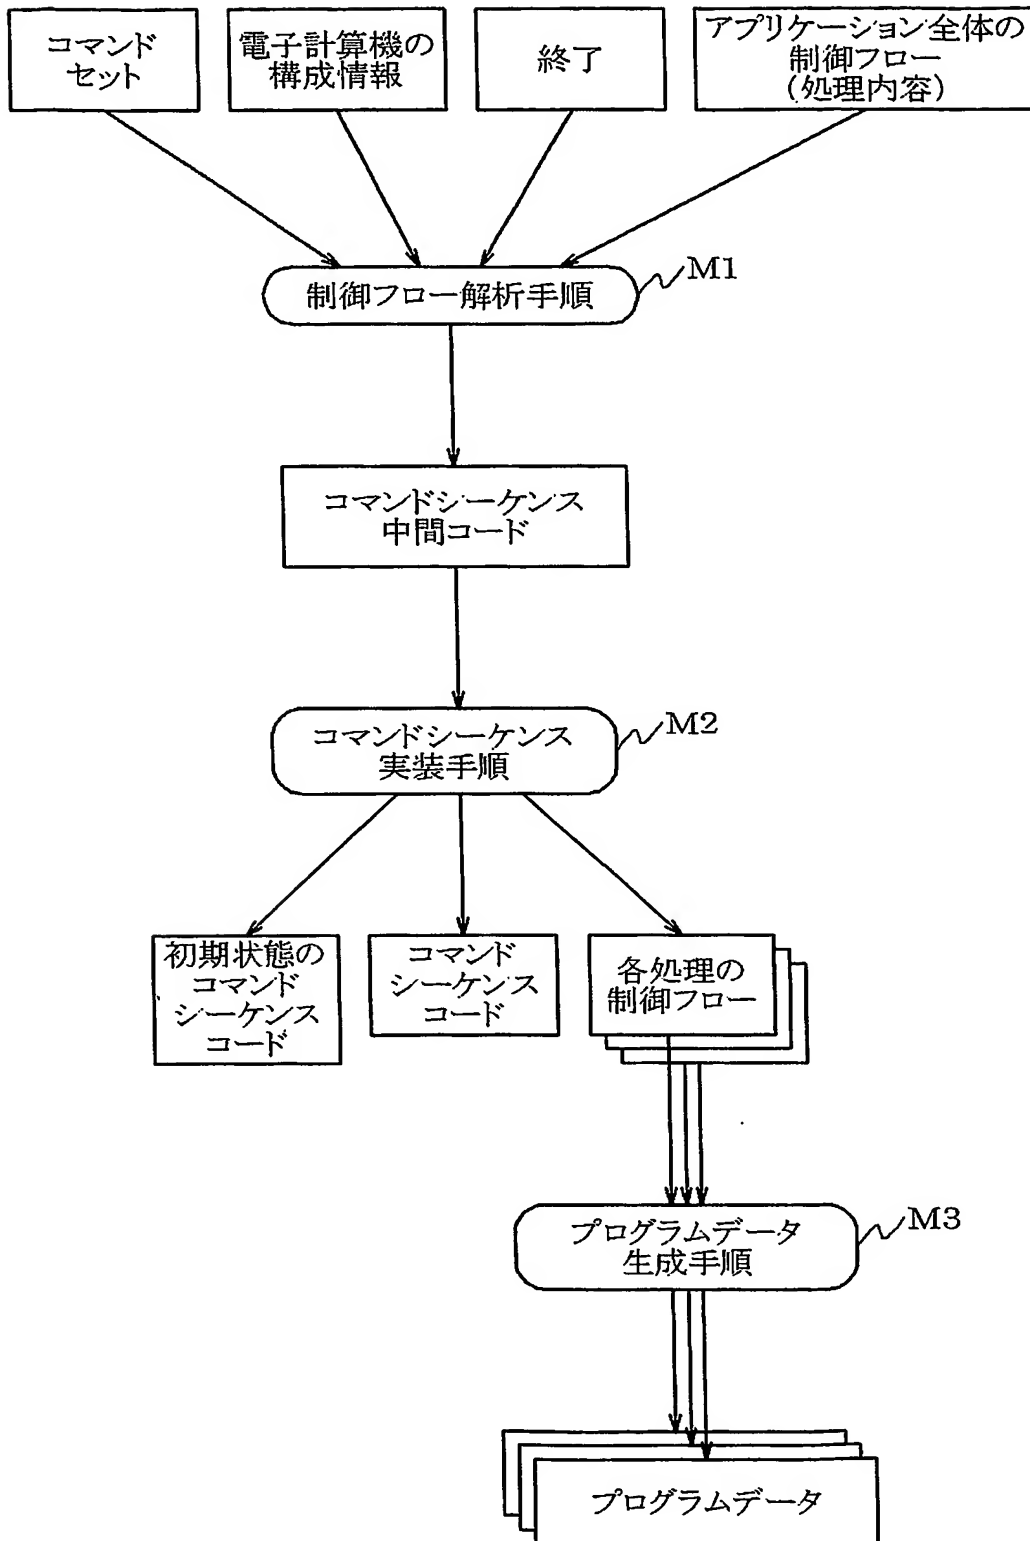 コマンド
セット
電子計算機の
構成情報
終了
アプリケーション全体の
制御フロー
(処理内容)
制御フロー解析手順
M1
コマンドシーケンス
中間コード
コマンドシーケンス
実装手順
M2
初期状態の
コマンド
シーケンス
コード
コマンド
シーケンス
コード
各処理の
制御フロー
プログラムデータ
生成手順
M3
プログラムデータ